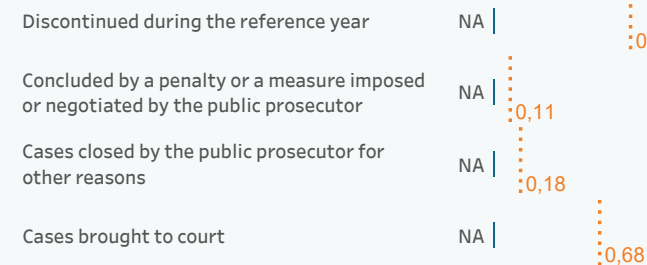 Discontinued during the reference year NA
0
Concluded by a penalty or a measure imposed
or negotiated by the public prosecutor
NA
0,11
Cases closed by the public prosecutor for
other reasons
NA
0,18
Cases brought to court NA
0,68